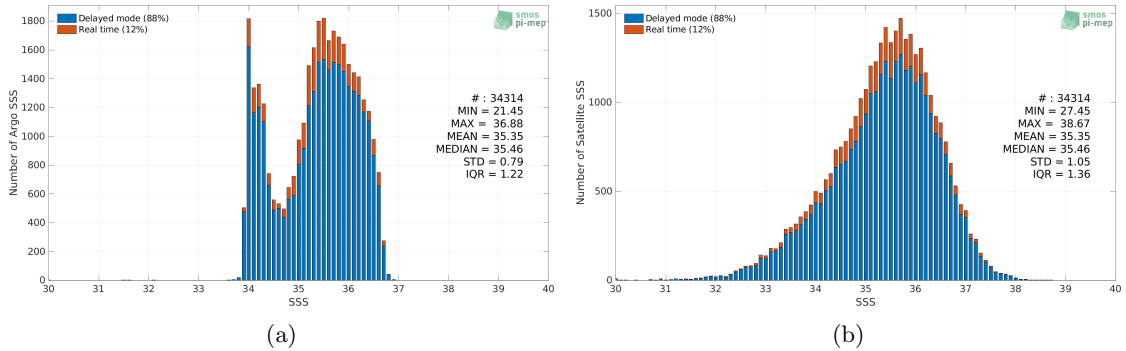 Delayed mode (88%)
Real time (12%)
smos
pi-mep
# : 34314
MIN = 21.45
MAX = 36.88
MEAN = 35.35
MEDIAN = 35.46
STD = 0.79
IQR = 1.22
Number of Argo SSS
1800
1600
1400
1200
1000
800
600
400
200
0
30 31 32 33 34 35 36 37 38 39 40
SSS
(a)
Delayed mode (88%)
Real time (12%)
smos
pi-mep
# : 34314
MIN = 27.45
MAX = 38.67
MEAN = 35.35
MEDIAN = 35.46
STD = 1.05
IQR = 1.36
Number of Satellite SSS
1500
1000
500
0
30 31 32 33 34 35 36 37 38 39 40
SSS
(b)